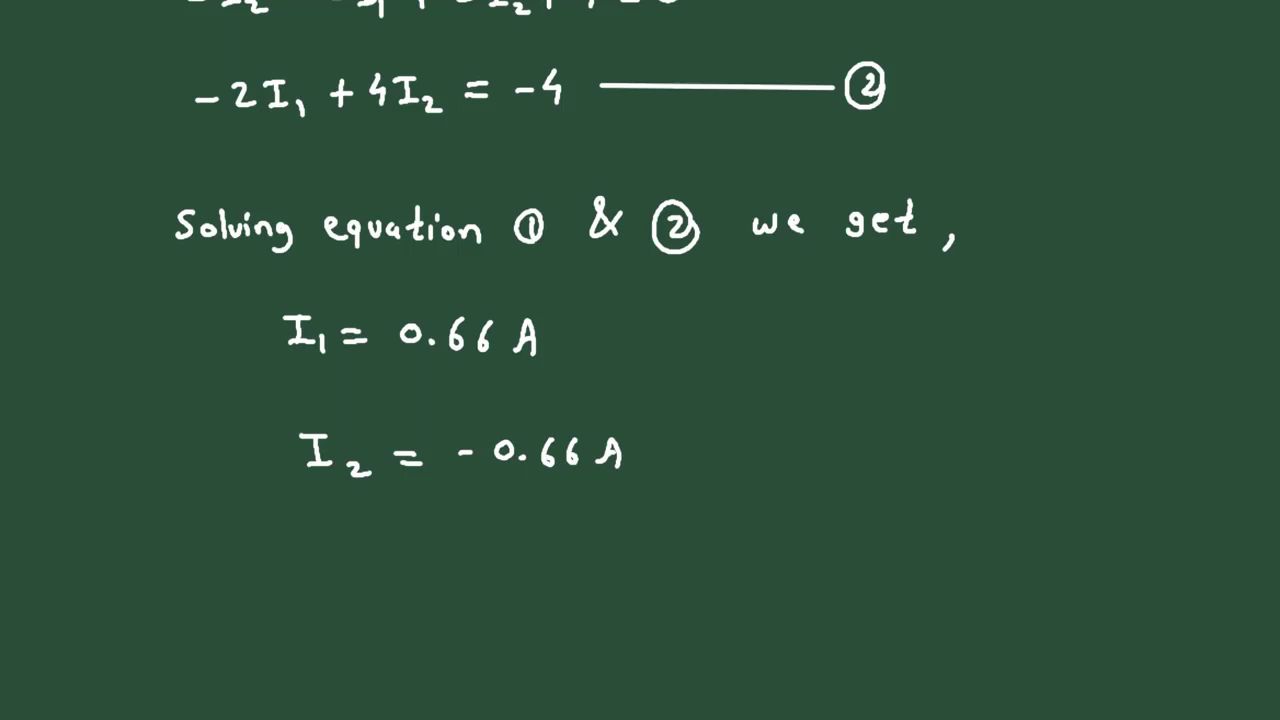 -2I₁ + 4I₂ = -4 ——— ②
Solving equation ① & ② we get ,
I₁ = 0.66 A
I₂ = - 0.66 A